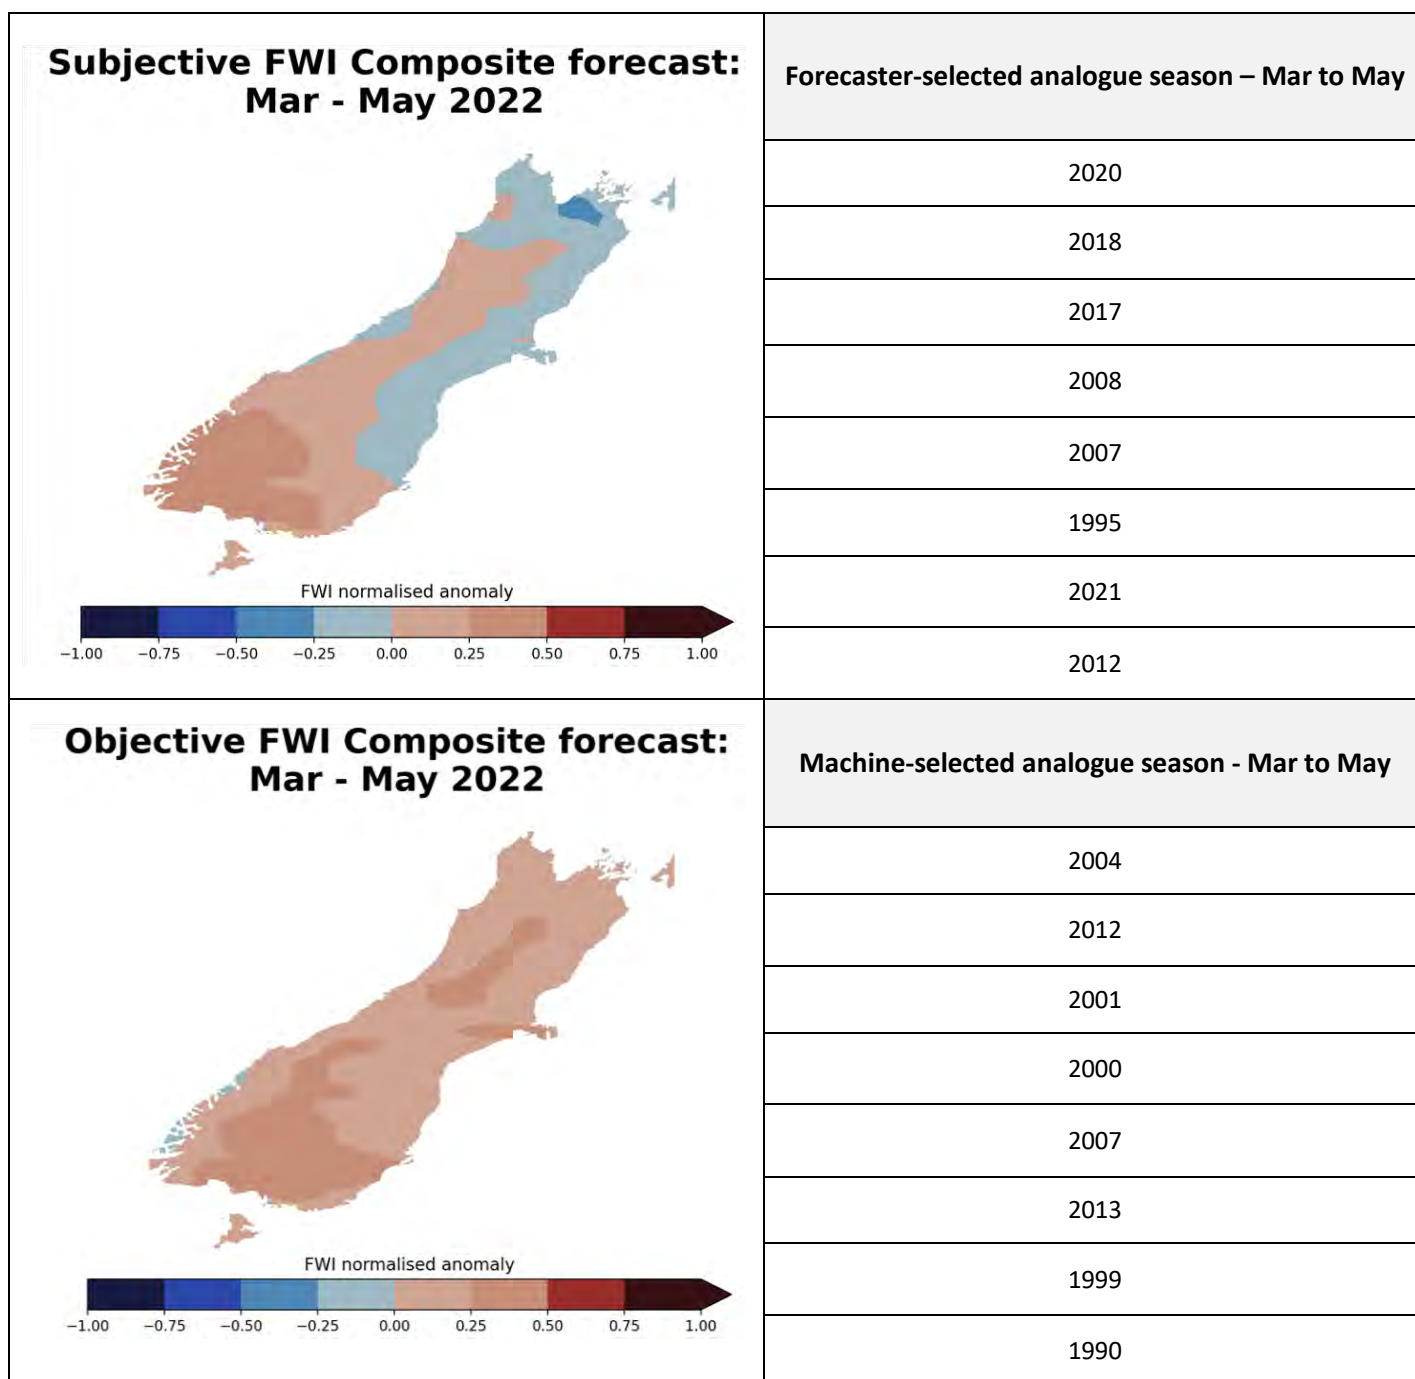 Subjective FWI Composite forecast:
Mar - May 2022
FWI normalised anomaly
−1.00 −0.75 −0.50 −0.25 0.00 0.25 0.50 0.75 1.00
Forecaster-selected analogue season – Mar to May
2020
2018
2017
2008
2007
1995
2021
2012
Objective FWI Composite forecast:
Mar - May 2022
FWI normalised anomaly
−1.00 −0.75 −0.50 −0.25 0.00 0.25 0.50 0.75 1.00
Machine-selected analogue season - Mar to May
2004
2012
2001
2000
2007
2013
1999
1990